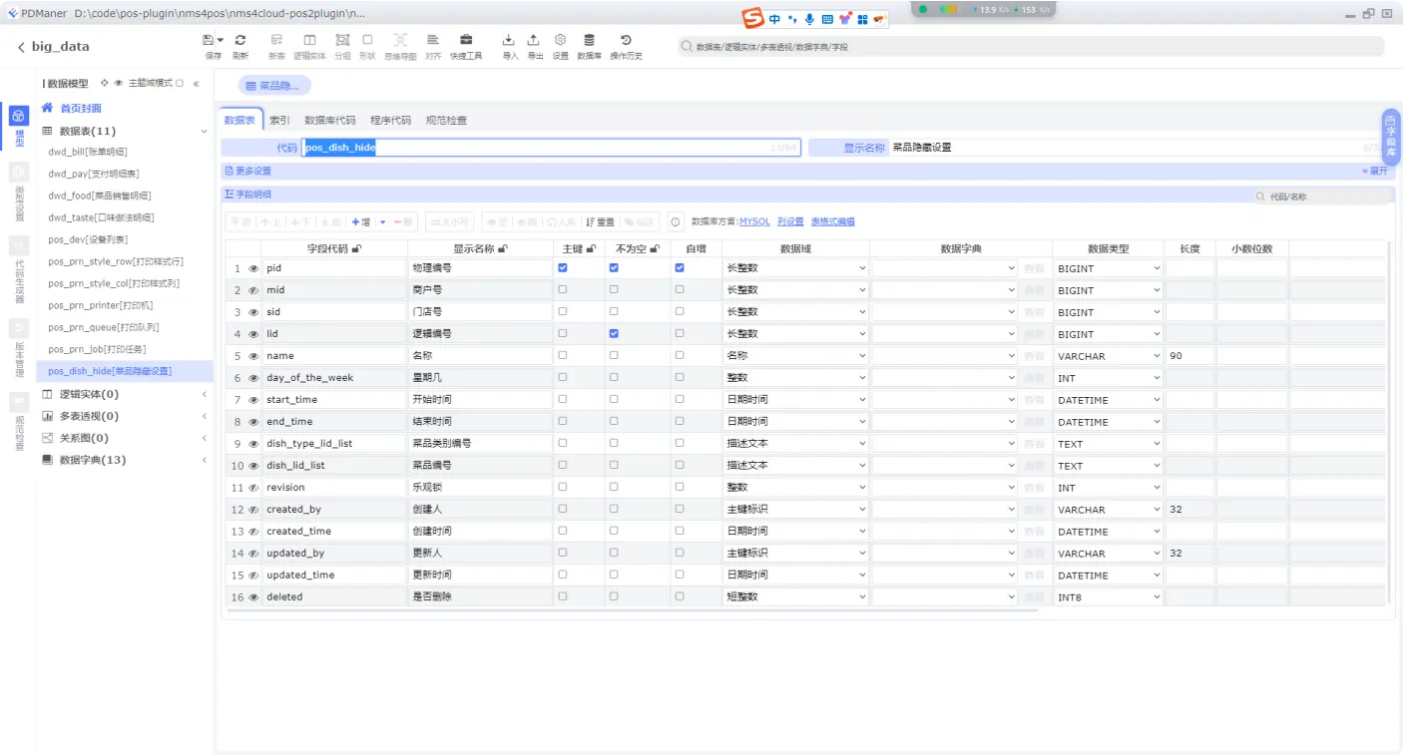 PDManer D:\code\pos-plugin\nms4pos\nms4cloud-pos2plugin\n...
中
13.9 K/s 153 K/s
big_data
保存 刷新 新表 逻辑实体 分组 形状 思维导图 对齐 快捷工具 导入 导出 设置 数据库 操作历史
数据表/逻辑实体/多表透视/数据字典/字段
数据模型 主题域模式
菜品隐...
模型
类型设置
代码生成器
版本管理
规范检查
首页封面
数据表(11)
dwd_bill[账单明细]
dwd_pay[支付明细表]
dwd_food[菜品销售明细]
dwd_taste[口味做法明细]
pos_dev[设备列表]
pos_prn_style_row[打印样式行]
pos_prn_style_col[打印样式列]
pos_prn_printer[打印机]
pos_prn_queue[打印队列]
pos_prn_job[打印任务]
pos_dish_hide[菜品隐藏设置]
逻辑实体(0)
多表透视(0)
关系图(0)
数据字典(13)
数据表 索引 数据库代码 程序代码 规范检查
代码 pos_dish_hide 13/64 显示名称 菜品隐藏设置
更多设置 展开
字段明细 代码/名称
字段库
增 大小写 入库 重置 标注 数据库方言:MYSQL 列设置 表格式编辑
字段代码 显示名称 主键 不为空 自增 数据域 数据字典 数据类型 长度 小数位数
1 pid 物理编号 长整数 查看 BIGINT
2 mid 商户号 长整数 查看 BIGINT
3 sid 门店号 长整数 查看 BIGINT
4 lid 逻辑编号 长整数 查看 BIGINT
5 name 名称 名称 查看 VARCHAR 90
6 day_of_the_week 星期几 整数 查看 INT
7 start_time 开始时间 日期时间 查看 DATETIME
8 end_time 结束时间 日期时间 查看 DATETIME
9 dish_type_lid_list 菜品类别编号 描述文本 查看 TEXT
10 dish_lid_list 菜品编号 描述文本 查看 TEXT
11 revision 乐观锁 整数 查看 INT
12 created_by 创建人 主键标识 查看 VARCHAR 32
13 created_time 创建时间 日期时间 查看 DATETIME
14 updated_by 更新人 主键标识 查看 VARCHAR 32
15 updated_time 更新时间 日期时间 查看 DATETIME
16 deleted 是否删除 短整数 查看 INT8